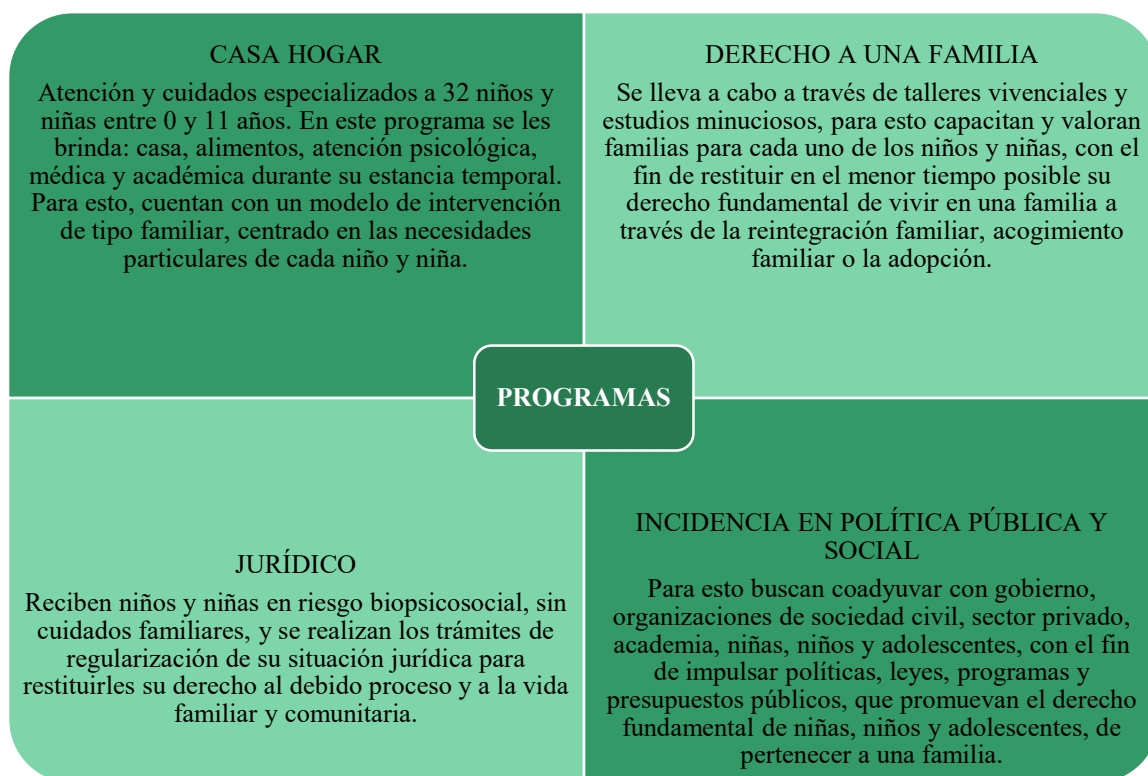 CASA HOGAR
Atención y cuidados especializados a 32 niños y
niñas entre 0 y 11 años. En este programa se les
brinda: casa, alimentos, atención psicológica,
médica y académica durante su estancia temporal.
Para esto, cuentan con un modelo de intervención
de tipo familiar, centrado en las necesidades
particulares de cada niño y niña.
DERECHO A UNA FAMILIA
Se lleva a cabo a través de talleres vivenciales y
estudios minuciosos, para esto capacitan y valoran
familias para cada uno de los niños y niñas, con el
fin de restituir en el menor tiempo posible su
derecho fundamental de vivir en una familia a
través de la reintegración familiar, acogimiento
familiar o la adopción.
PROGRAMAS
JURÍDICO
Reciben niños y niñas en riesgo biopsicosocial, sin
cuidados familiares, y se realizan los trámites de
regularización de su situación jurídica para
restituirles su derecho al debido proceso y a la vida
familiar y comunitaria.
INCIDENCIA EN POLÍTICA PÚBLICA Y
SOCIAL
Para esto buscan coadyuvar con gobierno,
organizaciones de sociedad civil, sector privado,
academia, niñas, niños y adolescentes, con el fin
de impulsar políticas, leyes, programas y
presupuestos públicos, que promuevan el derecho
fundamental de niñas, niños y adolescentes, de
pertenecer a una familia.